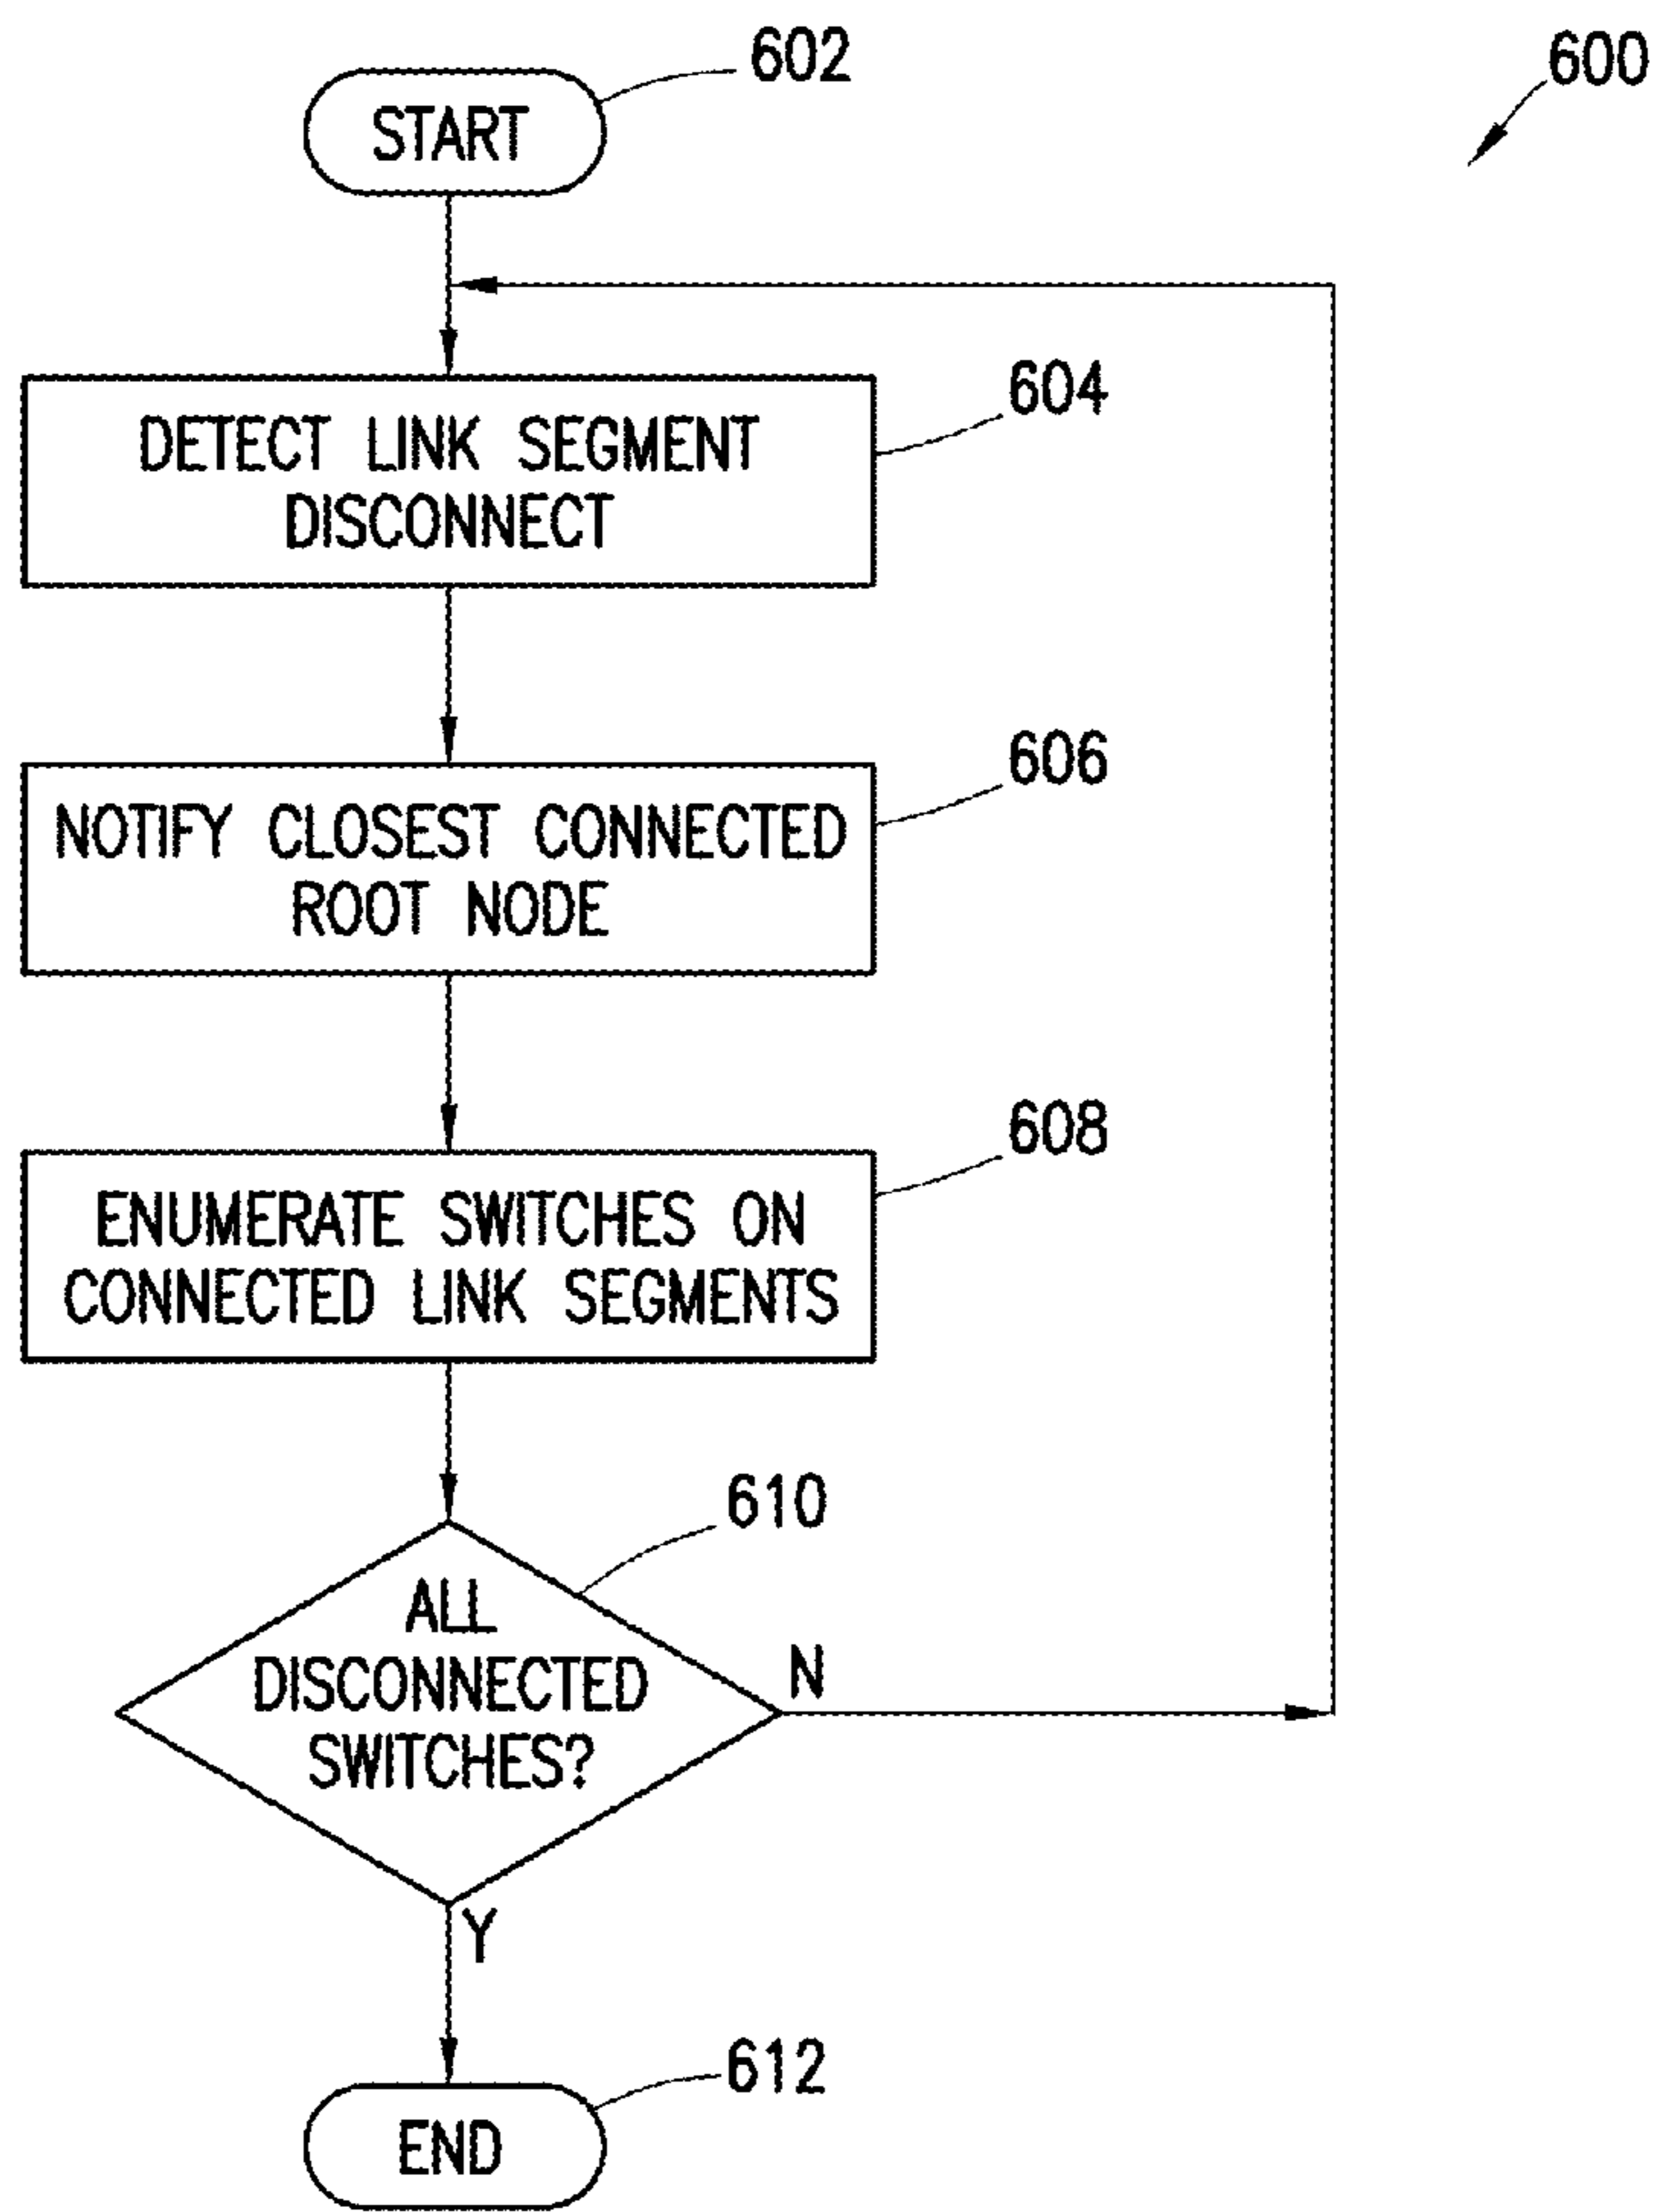 602
600
START
604
DETECT LINK SEGMENT
DISCONNECT
606
NOTIFY CLOSEST CONNECTED
ROOT NODE
608
ENUMERATE SWITCHES ON
CONNECTED LINK SEGMENTS
610
ALL
DISCONNECTED
SWITCHES?
N
Y
612
END